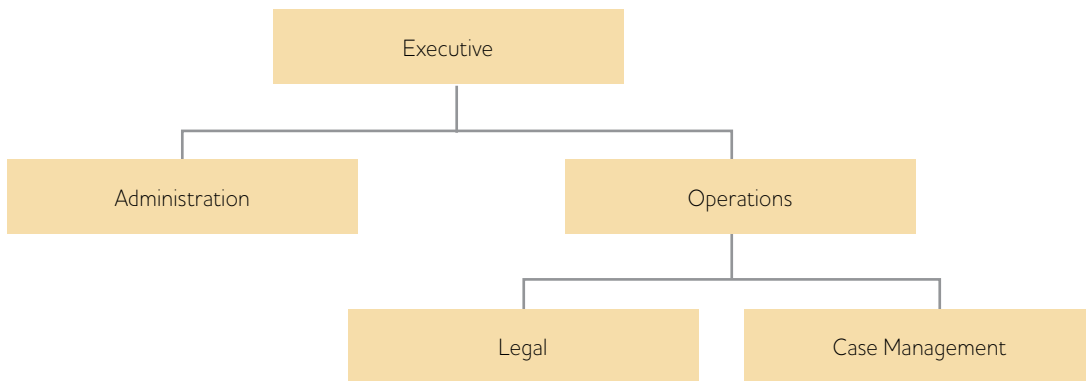 Executive
Administration
Operations
Legal
Case Management